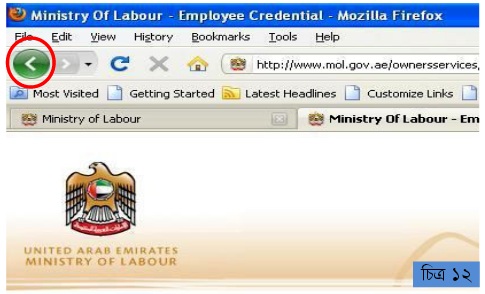 Ministry Of Labour - Employee Credential - Mozilla Firefox
File Edit View History Bookmarks Tools Help
http://www.mol.gov.ae/ownersservices,
Most Visited Getting Started Latest Headlines Customize Links
Ministry of Labour Ministry Of Labour - Em
UNITED ARAB EMIRATES
MINISTRY OF LABOUR
চিত্র ১২